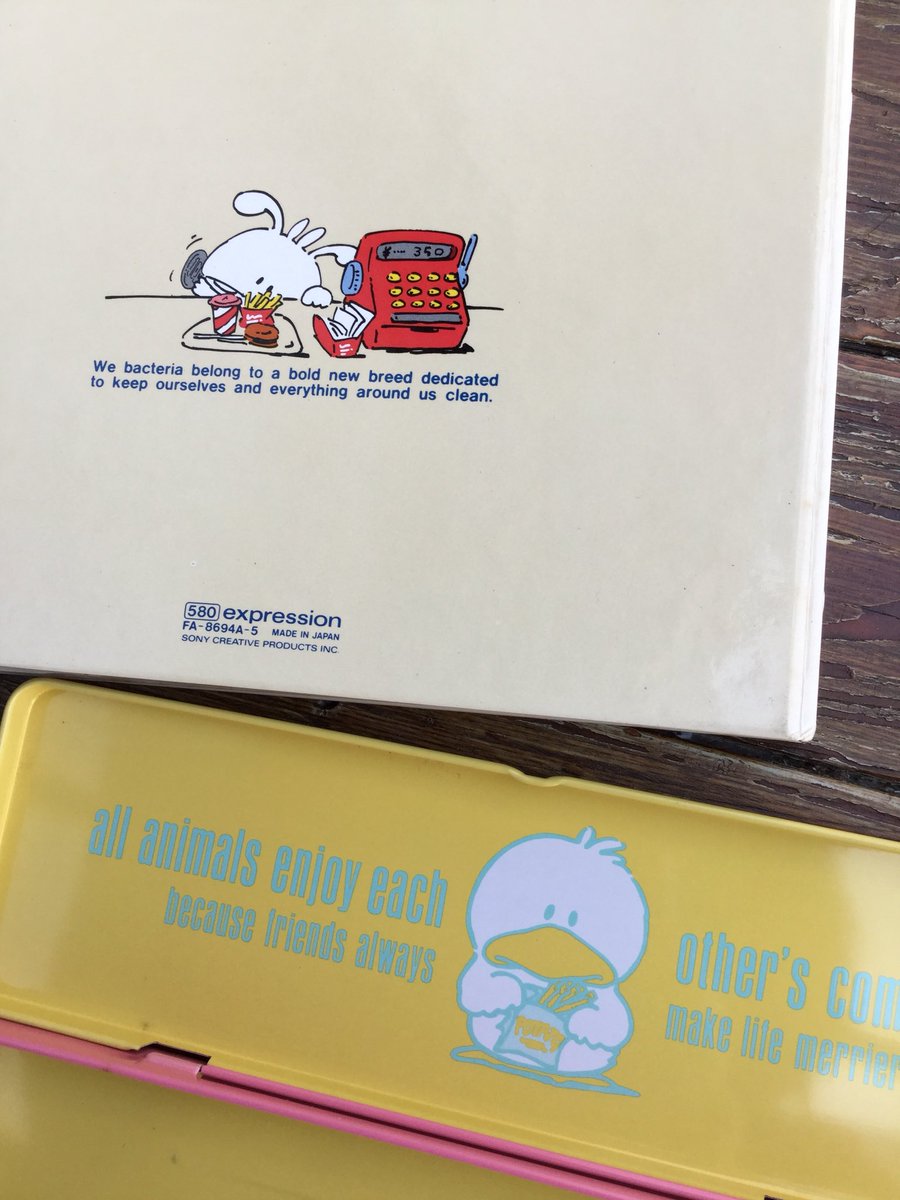 ¥--- 350
We bacteria belong to a bold new breed dedicated
to keep ourselves and everything around us clean.
580 expression
FA-8694A-5 MADE IN JAPAN
SONY CREATIVE PRODUCTS INC.
all animals enjoy each other's com
because friends always make life merrier